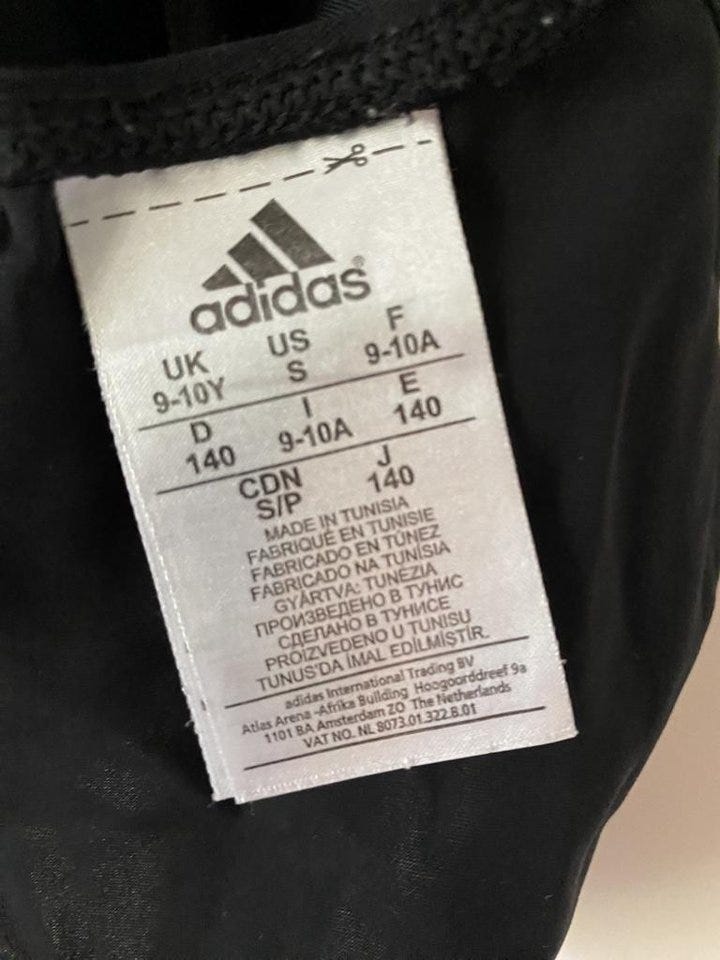 adidas®
UK US F
9-10Y S 9-10A
D I E
140 9-10A 140
CDN J
S/P 140
MADE IN TUNISIA
FABRIQUÉ EN TUNISIE
FABRICADO EN TÚNEZ
FABRICADO NA TUNÍSIA
GYÁRTVA: TUNÉZIA
ПРОИЗВЕДЕНО В ТУНИС
СДЕЛАНО В ТУНИСЕ
PROIZVEDENO U TUNISU
TUNUS'DA IMAL EDİLMİŞTİR.
adidas International Trading BV
Atlas Arena -Afrika Building Hoogoorddreef 9a
1101 BA Amsterdam ZO The Netherlands
VAT NO. NL 8073.01.322.B.01